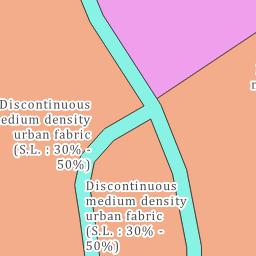 Discontinuous
medium density
urban fabric
(S.L. : 30% -
50%)
Discontinuous
medium density
urban fabric
(S.L. : 30% -
50%)